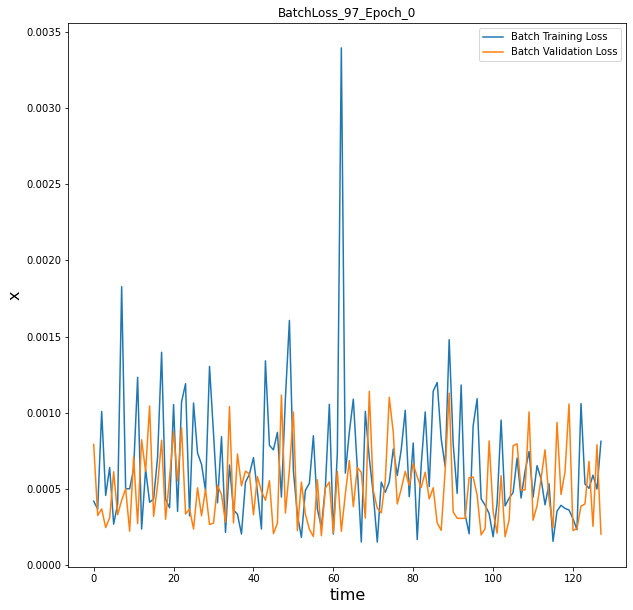 BatchLoss_97_Epoch_0
Batch Training Loss
Batch Validation Loss
0.0035
0.0030
0.0025
0.0020
0.0015
0.0010
0.0005
0.0000
x
0 20 40 60 80 100 120
time